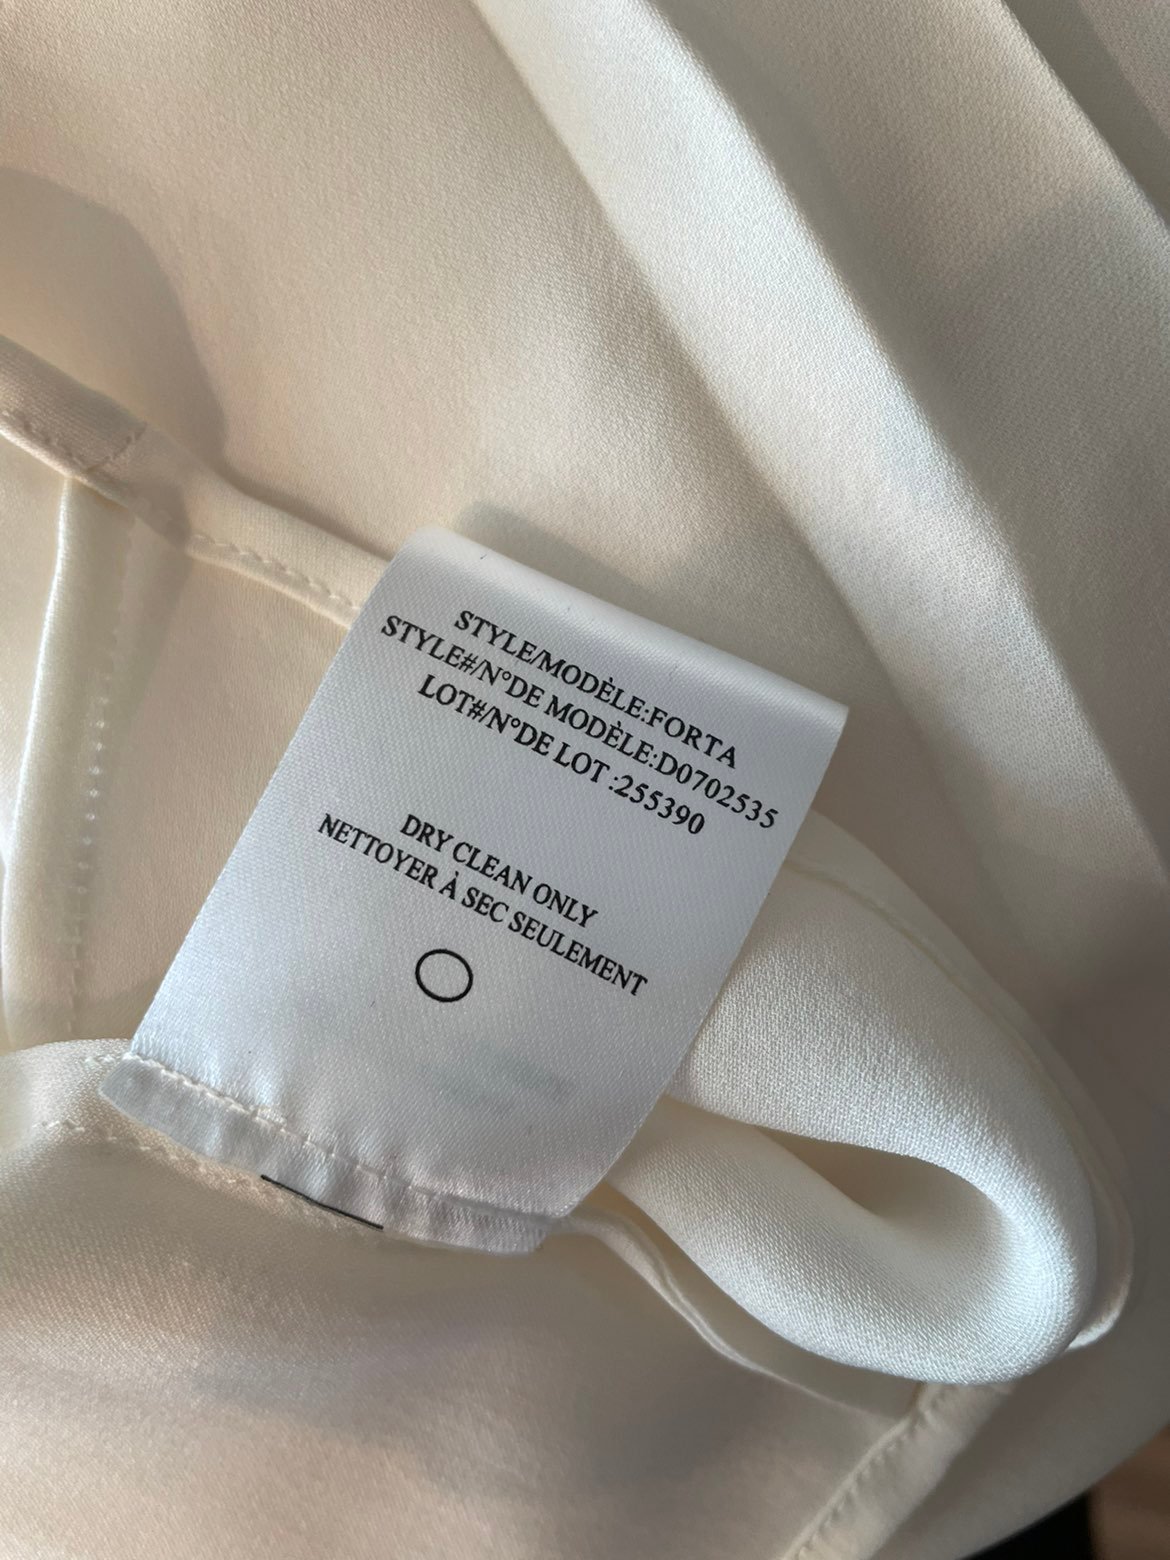 STYLE/MODÈLE:FORTA
STYLE#/N°DE MODÈLE:D0702535
LOT#/N°DE LOT :255390
DRY CLEAN ONLY
NETTOYER À SEC SEULEMENT